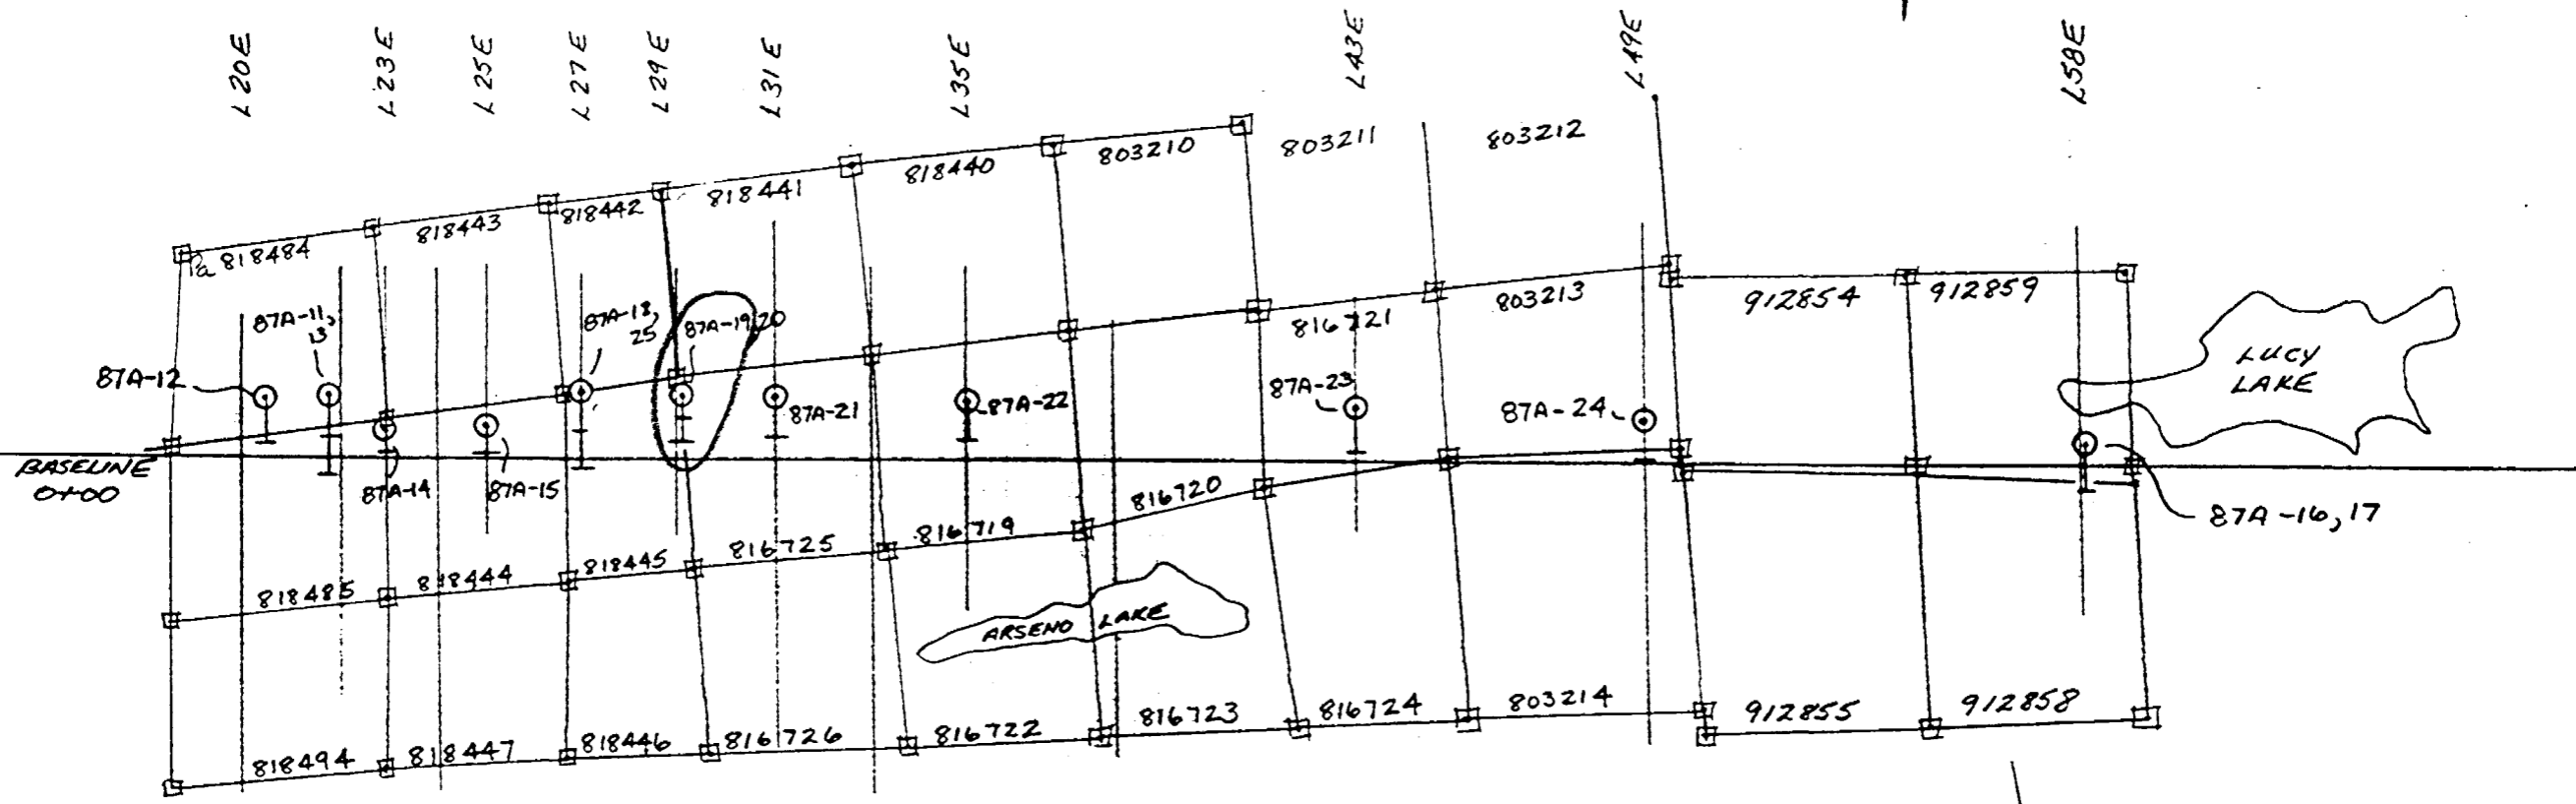 L20E
L23E
L25E
L27E
L29E
L31E
L35E
L43E
L49E
L58E
803210
803211
803212
818440
818441
818442
818443
Pa 818484
912854
912859
803213
816721
87A-11,
13
87A-18,
25
87A-19,20
LUCY
LAKE
87A-12
87A-21
87A-22
87A-23
87A-24
BASELINE
0+00
87A-14
87A-15
87A-16,17
816720
816719
816725
818445
818444
818485
ARSENO LAKE
818494
818447
818446
816726
816722
816723
816724
803214
912855
912858